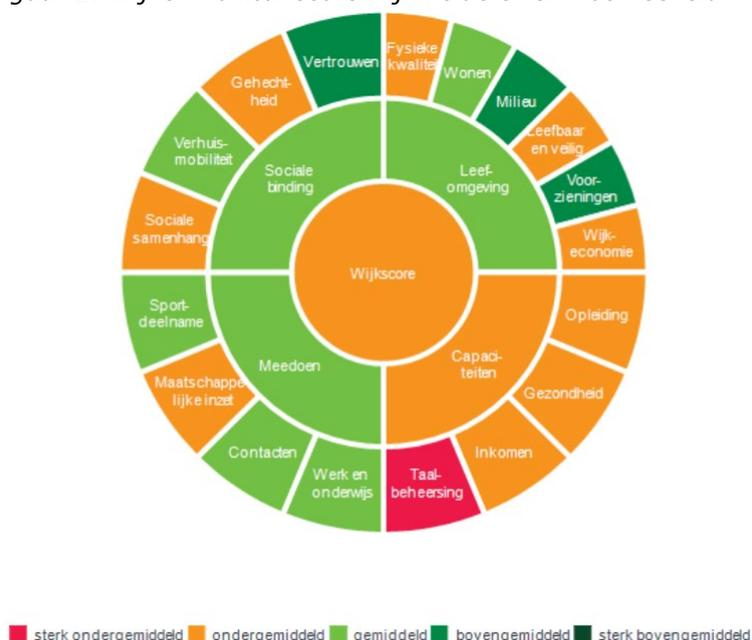 Vertrouwen
Fysieke
kwaliteit
Wonen
Milieu
Leefbaar
en veilig
Voor-
zieningen
Wijk-
economie
Gehecht-
heid
Verhuis-
mobiliteit
Sociale
samenhang
Sociale
binding
Leef-
omgeving
Wijkscore
Meedoen
Capaci-
teiten
Opleiding
Gezondheid
Inkomen
Taal-
beheersing
Werk en
onderwijs
Contacten
Maatschappe
lijke inzet
Sport-
deelname
sterk ondergemiddeld ondergemiddeld gemiddeld bovengemiddeld sterk bovengemiddeld